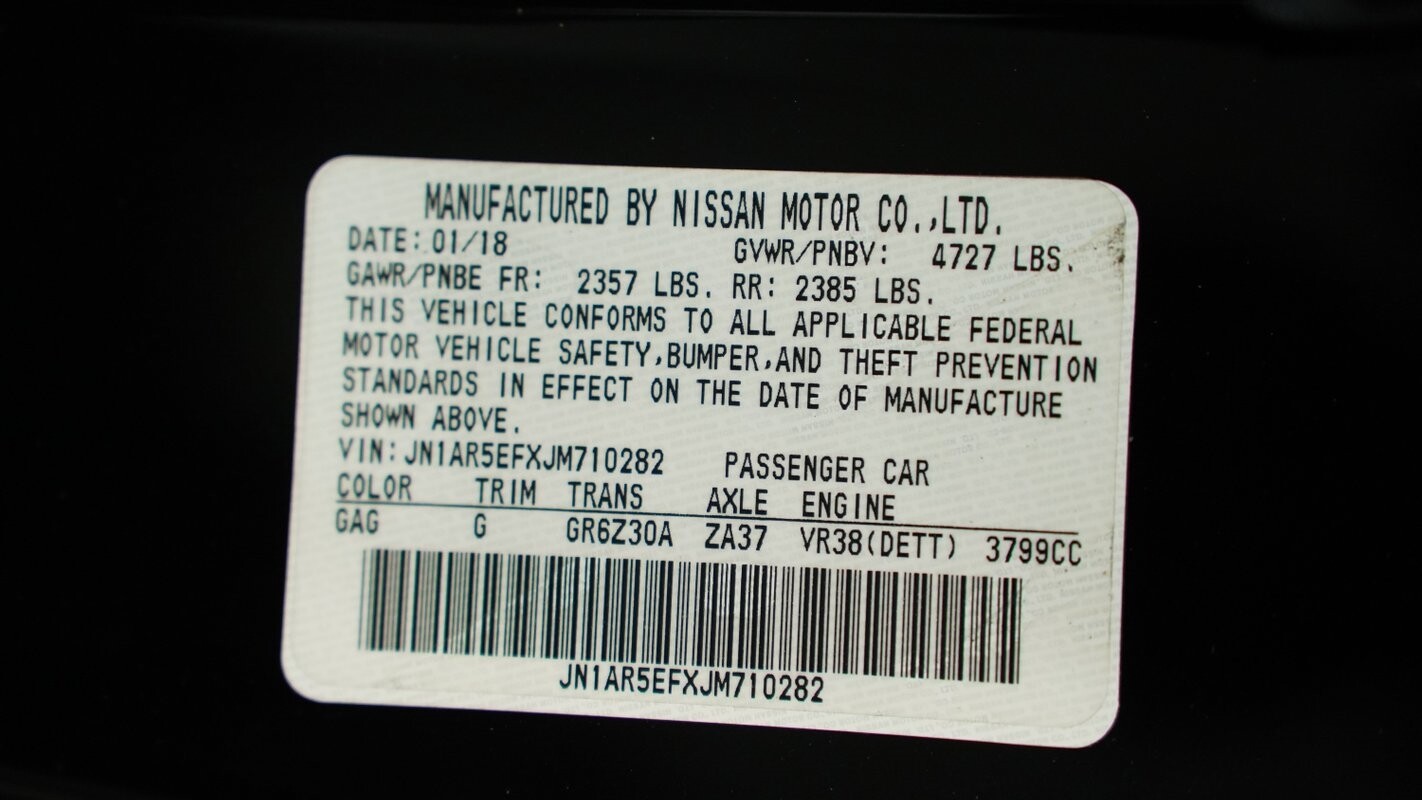 MANUFACTURED BY NISSAN MOTOR CO.,LTD.
DATE: 01/18 GVWR/PNBV: 4727 LBS.
GAWR/PNBE FR: 2357 LBS. RR: 2385 LBS.
THIS VEHICLE CONFORMS TO ALL APPLICABLE FEDERAL
MOTOR VEHICLE SAFETY,BUMPER,AND THEFT PREVENTION
STANDARDS IN EFFECT ON THE DATE OF MANUFACTURE
SHOWN ABOVE.
VIN:JN1AR5EFXJM710282 PASSENGER CAR
COLOR TRIM TRANS AXLE ENGINE
GAG G GR6Z30A ZA37 VR38(DETT) 3799CC
JN1AR5EFXJM710282